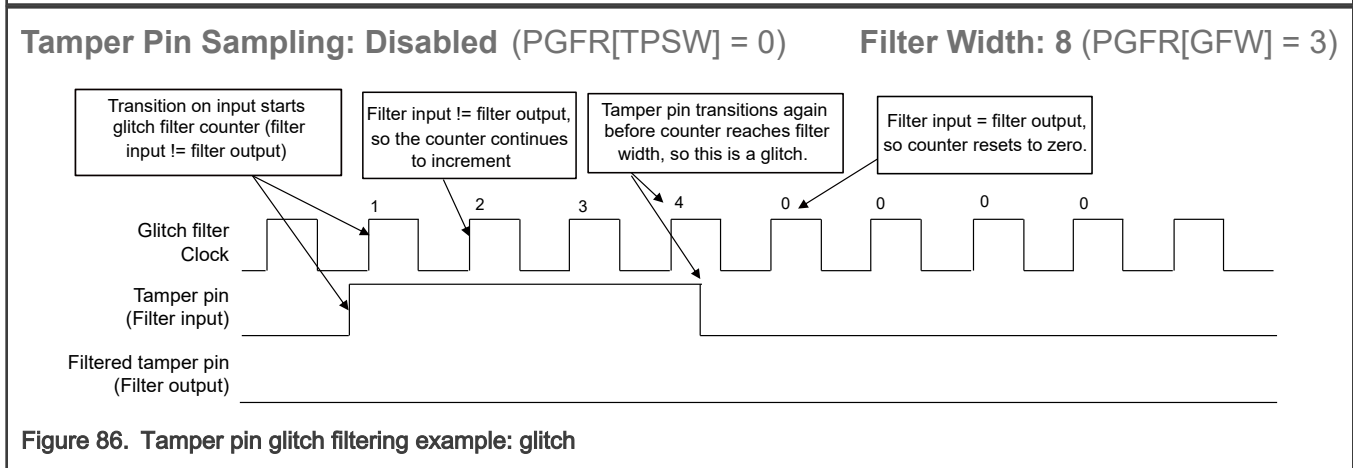 Tamper Pin Sampling: Disabled (PGFR[TPSW] = 0) Filter Width: 8 (PGFR[GFW] = 3)
Transition on input starts
glitch filter counter (filter
input != filter output)
Filter input != filter output,
so the counter continues
to increment
Tamper pin transitions again
before counter reaches filter
width, so this is a glitch.
Filter input = filter output,
so counter resets to zero.
1 2 3 4 0 0 0 0
Glitch filter
Clock
Tamper pin
(Filter input)
Filtered tamper pin
(Filter output)
Figure 86. Tamper pin glitch filtering example: glitch